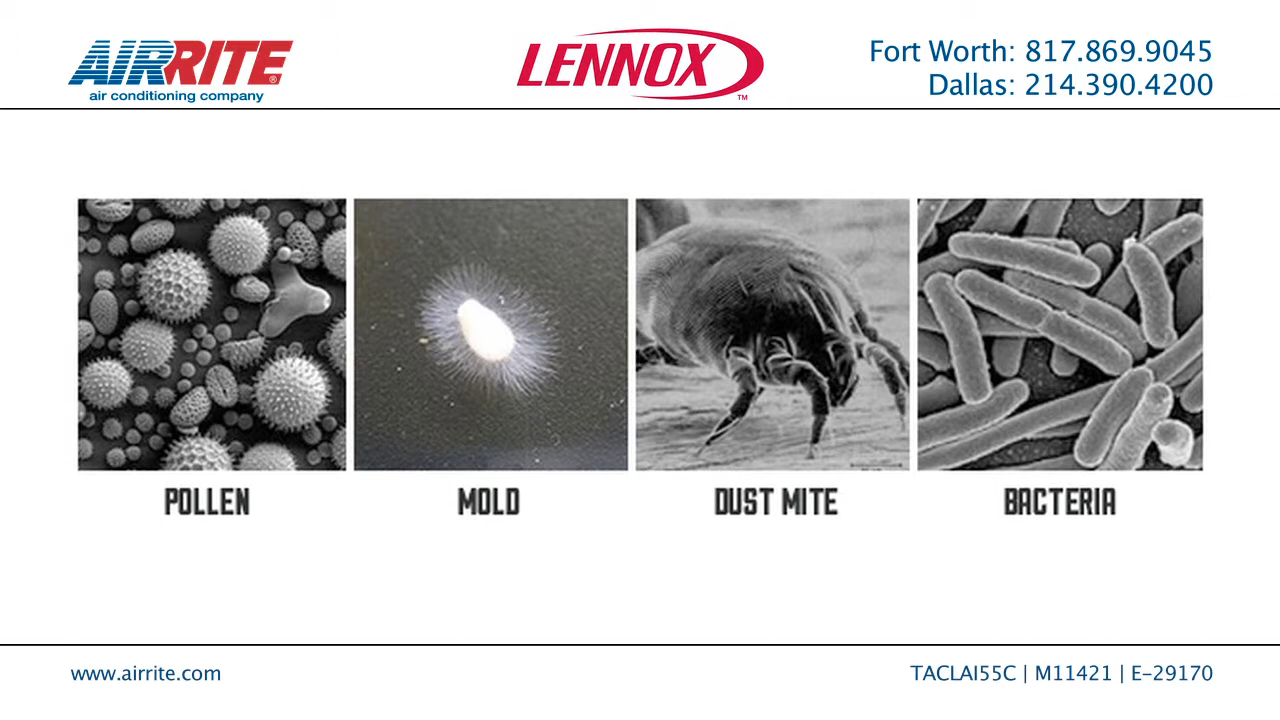 AIRRITE®
air conditioning company
LENNOX™
Fort Worth: 817.869.9045
Dallas: 214.390.4200
POLLEN
MOLD
DUST MITE
BACTERIA
www.airrite.com
TACLAI55C | M11421 | E-29170